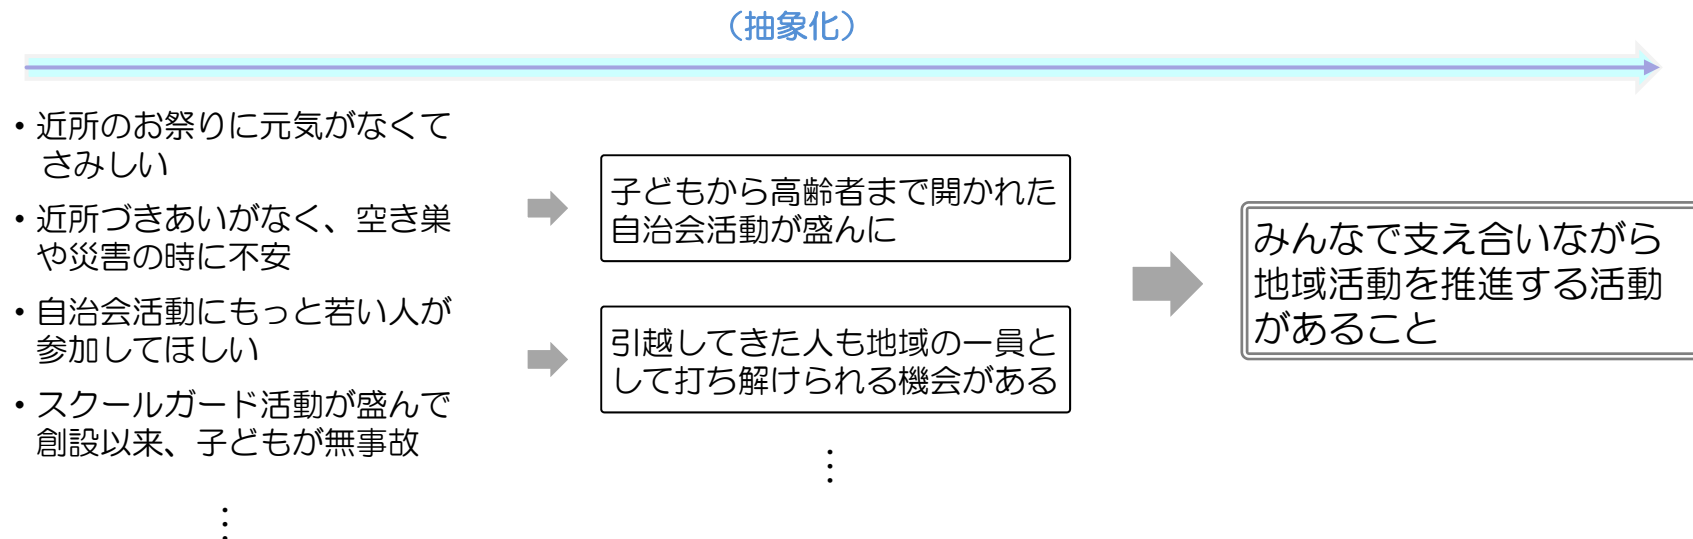 (抽象化)
・近所のお祭りに元気がなくて
さみしい
・近所づきあいがなく、空き巣
や災害の時に不安
・自治会活動にもっと若い人が
参加してほしい
・スクールガード活動が盛んで
創設以来、子どもが無事故
⋮
子どもから高齢者まで開かれた
自治会活動が盛んに
引越してきた人も地域の一員と
して打ち解けられる機会がある
⋮
みんなで支え合いながら
地域活動を推進する活動
があること